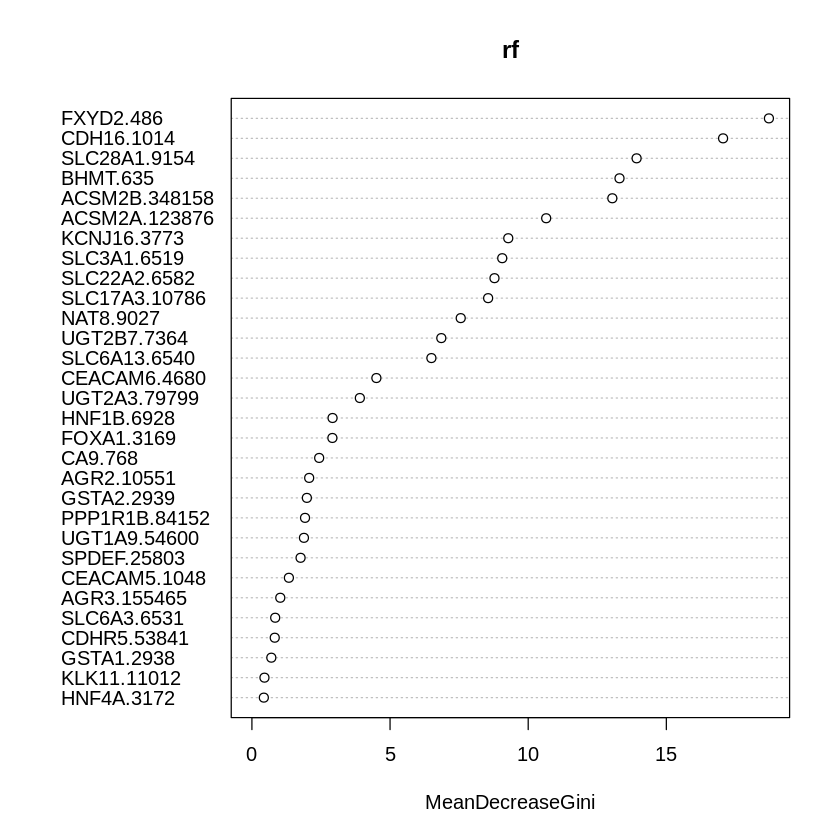 rf
FXYD2.486
CDH16.1014
SLC28A1.9154
BHMT.635
ACSM2B.348158
ACSM2A.123876
KCNJ16.3773
SLC3A1.6519
SLC22A2.6582
SLC17A3.10786
NAT8.9027
UGT2B7.7364
SLC6A13.6540
CEACAM6.4680
UGT2A3.79799
HNF1B.6928
FOXA1.3169
CA9.768
AGR2.10551
GSTA2.2939
PPP1R1B.84152
UGT1A9.54600
SPDEF.25803
CEACAM5.1048
AGR3.155465
SLC6A3.6531
CDHR5.53841
GSTA1.2938
KLK11.11012
HNF4A.3172
0 5 10 15
MeanDecreaseGini